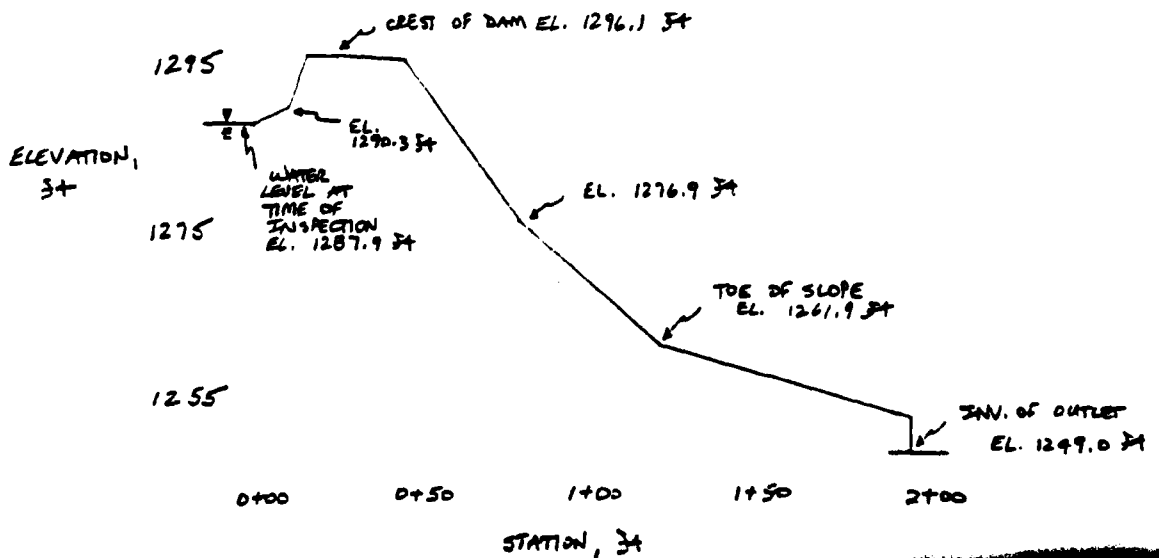 CREST OF DAM EL. 1296.1 ft
1295
EL.
1290.3 ft
ELEVATION,
ft
WATER
LEVEL AT
TIME OF
INSPECTION
EL. 1287.9 ft
EL. 1276.9 ft
1275
TOE OF SLOPE
EL. 1261.9 ft
1255
INV. OF OUTLET
EL. 1249.0 ft
0+00 0+50 1+00 1+50 2+00
STATION, ft